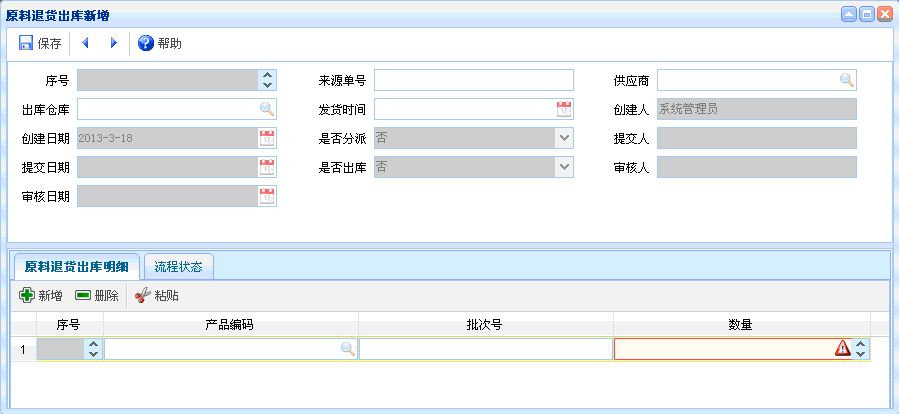 原料退货出库新增
保存 帮助
序号 来源单号 供应商
出库仓库 发货时间 创建人 系统管理员
创建日期 2013-3-18 是否分派 否 提交人
提交日期 是否出库 否 审核人
审核日期
原料退货出库明细 流程状态
新增 删除 粘贴
序号 产品编码 批次号 数量
1